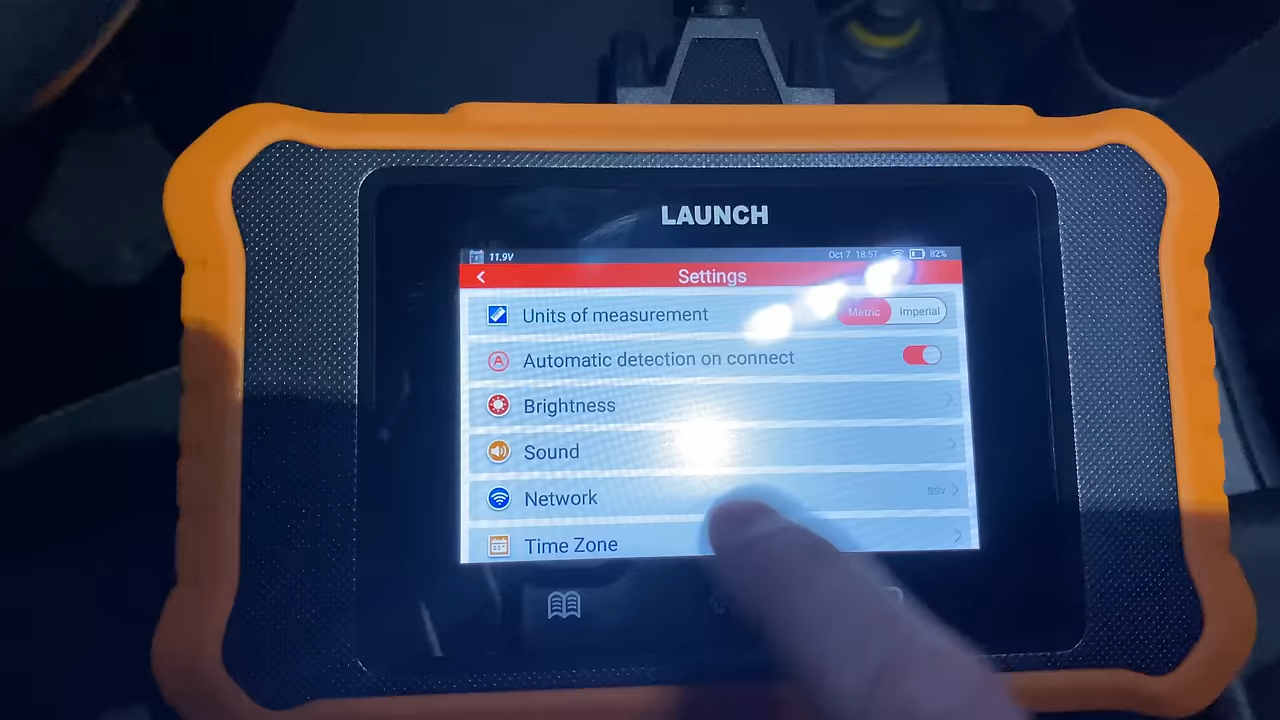 LAUNCH
11.9V
Oct 7 18:57 82%
Settings
Units of measurement Metric Imperial
Automatic detection on connect
Brightness
Sound
Network ssv
Time Zone